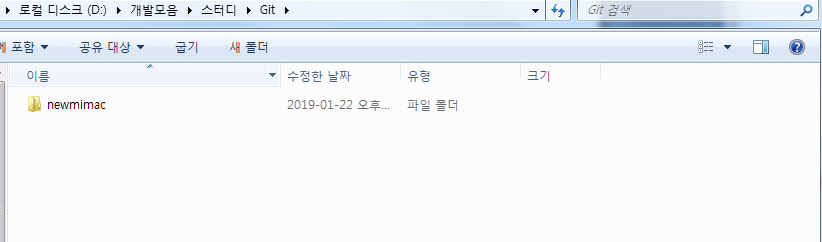 로컬 디스크 (D:) 개발모음 스터디 Git Git 검색
에 포함 공유 대상 굽기 새 폴더
이름 수정한 날짜 유형 크기
newmimac 2019-01-22 오후... 파일 폴더